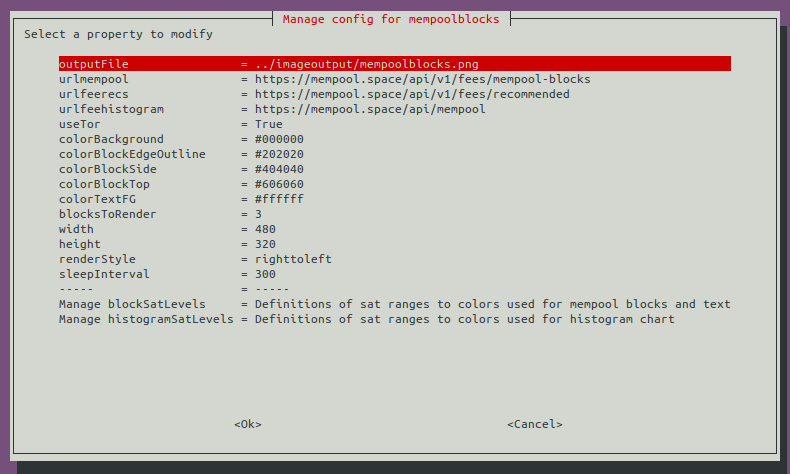 Manage config for mempoolblocks
Select a property to modify
outputFile = ../imageoutput/mempoolblocks.png
urlmempool = https://mempool.space/api/v1/fees/mempool-blocks
urlfeerecs = https://mempool.space/api/v1/fees/recommended
urlfeehistogram = https://mempool.space/api/mempool
useTor = True
colorBackground = #000000
colorBlockEdgeOutline = #202020
colorBlockSide = #404040
colorBlockTop = #606060
colorTextFG = #ffffff
blocksToRender = 3
width = 480
height = 320
renderStyle = righttoleft
sleepInterval = 300
----- = -----
Manage blockSatLevels = Definitions of sat ranges to colors used for mempool blocks and text
Manage histogramSatLevels = Definitions of sat ranges to colors used for histogram chart
<Ok> <Cancel>